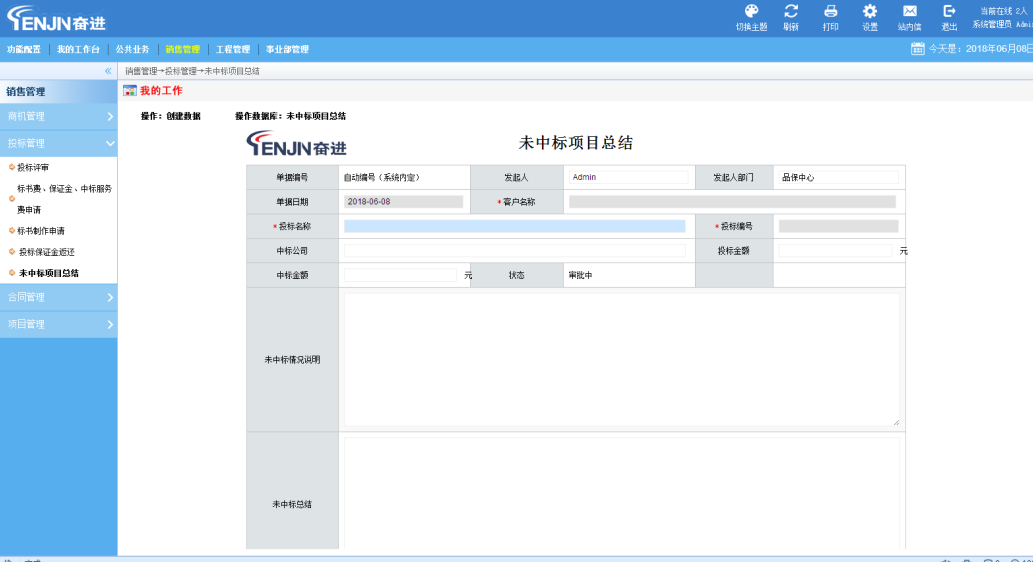 ENJIN奋进
切换主题 刷新 打印 设置 站内信 退出
当前在线 2人
系统管理员
功能配置 我的工作台 公共业务 销售管理 工程管理 事业部管理
今天是：2018年06月08日
销售管理→投标管理→未中标项目总结
销售管理
我的工作
商机管理
操作：创建数据 操作数据库：未中标项目总结
投标管理
投标评审
标书费、保证金、中标服务
费申请
标书制作申请
投标保证金返还
未中标项目总结
合同管理
项目管理
ENJIN奋进
未中标项目总结
单据编号 自动编号（系统内定） 发起人 Admin 发起人部门 品保中心
单据日期 2018-06-08 *客户名称
*投标名称 *投标编号
中标公司 投标金额 元
中标金额 元 状态 审批中
未中标情况说明
未中标总结